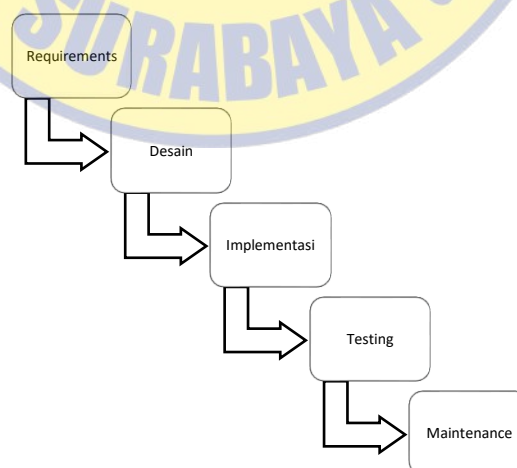 SURABAYA
Requirements
Desain
Implementasi
Testing
Maintenance